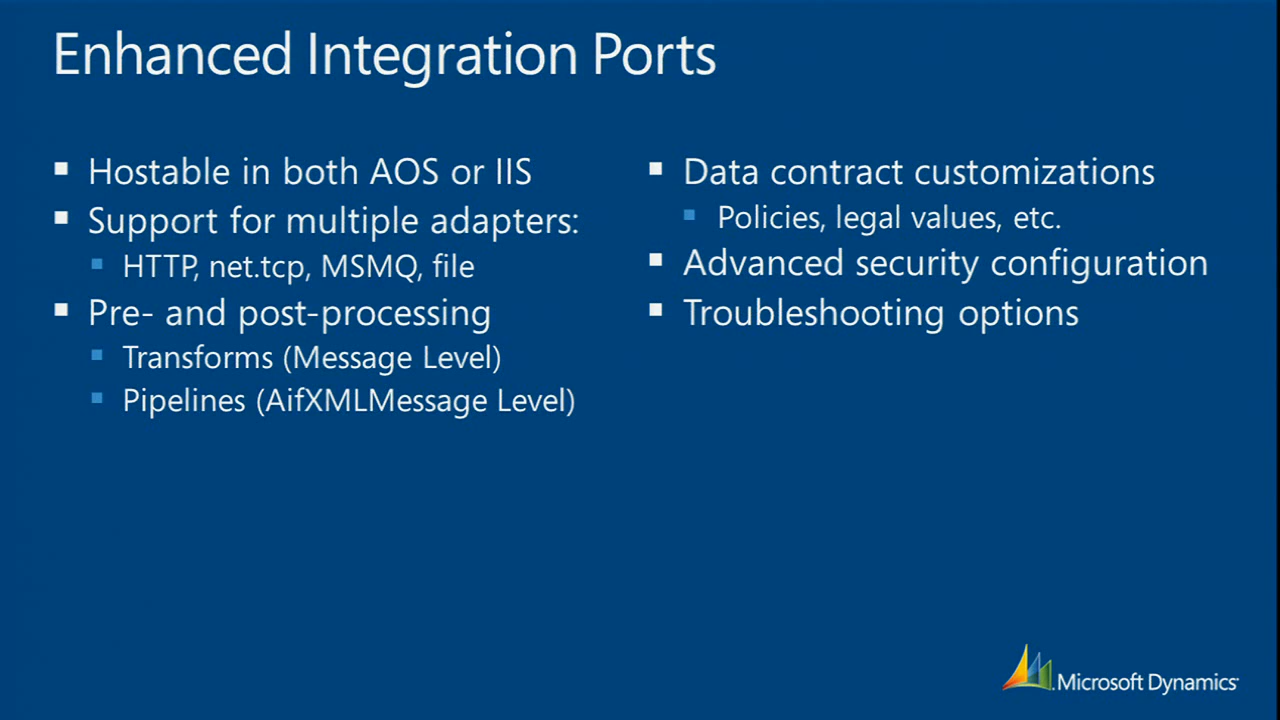 Enhanced Integration Ports
Hostable in both AOS or IIS
Support for multiple adapters:
HTTP, net.tcp, MSMQ, file
Pre- and post-processing
Transforms (Message Level)
Pipelines (AifXMLMessage Level)
Data contract customizations
Policies, legal values, etc.
Advanced security configuration
Troubleshooting options
Microsoft Dynamics